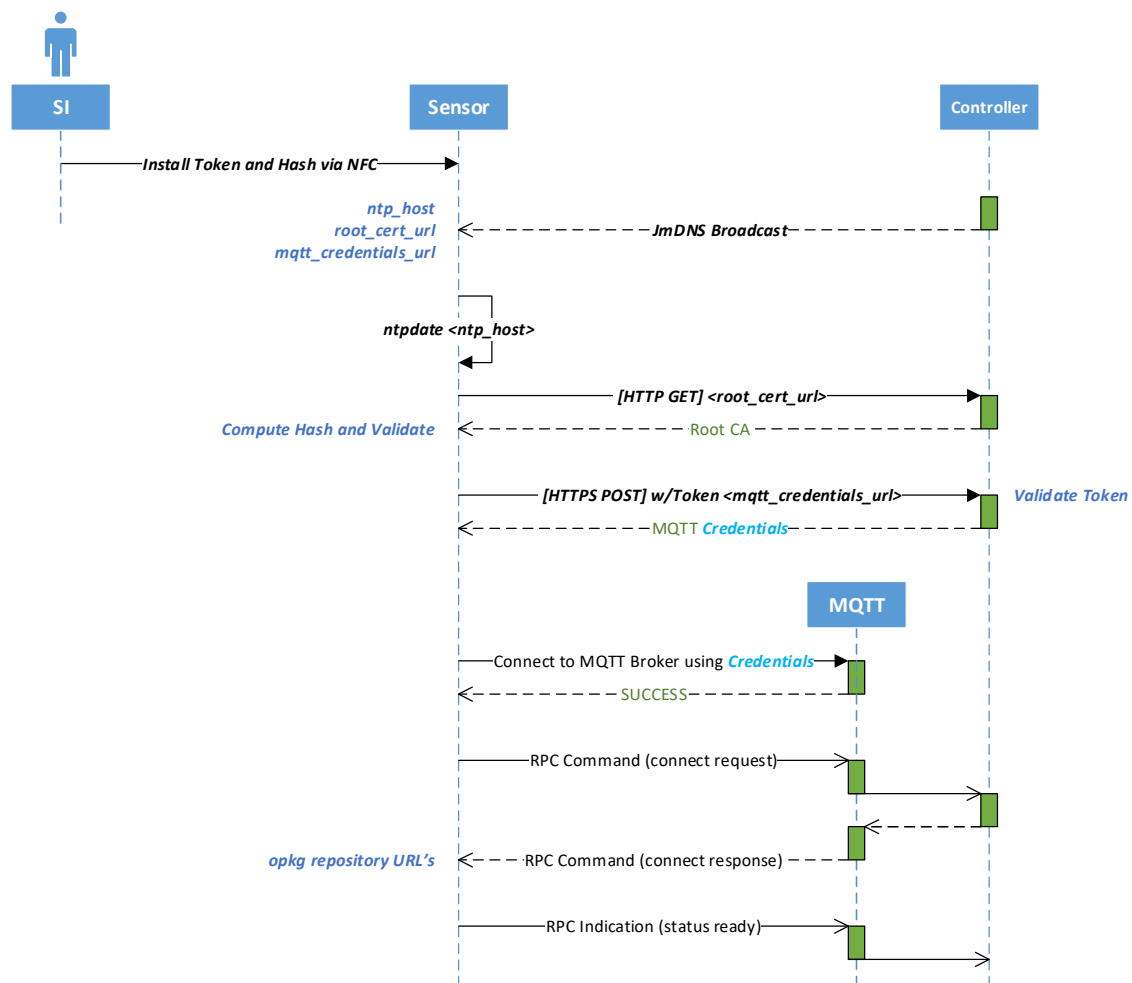 SI
Sensor
Controller
Install Token and Hash via NFC
ntp_host
root_cert_url
mqtt_credentials_url
JmDNS Broadcast
ntpdate <ntp_host>
[HTTP GET] <root_cert_url>
Compute Hash and Validate
Root CA
[HTTPS POST] w/Token <mqtt_credentials_url>
Validate Token
MQTT Credentials
MQTT
Connect to MQTT Broker using Credentials
SUCCESS
RPC Command (connect request)
opkg repository URL’s
RPC Command (connect response)
RPC Indication (status ready)